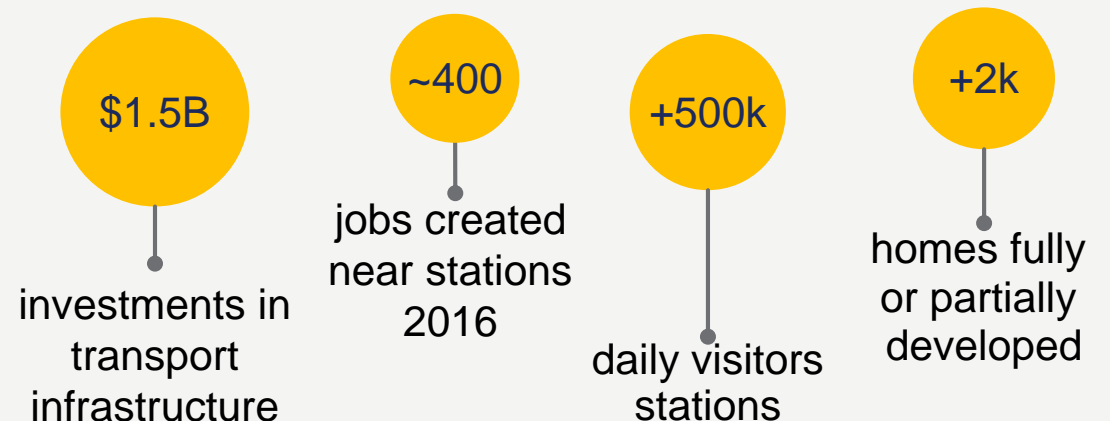 $1.5B
investments in
transport
infrastructure
~400
jobs created
near stations
2016
+500k
daily visitors
stations
+2k
homes fully
or partially
developed